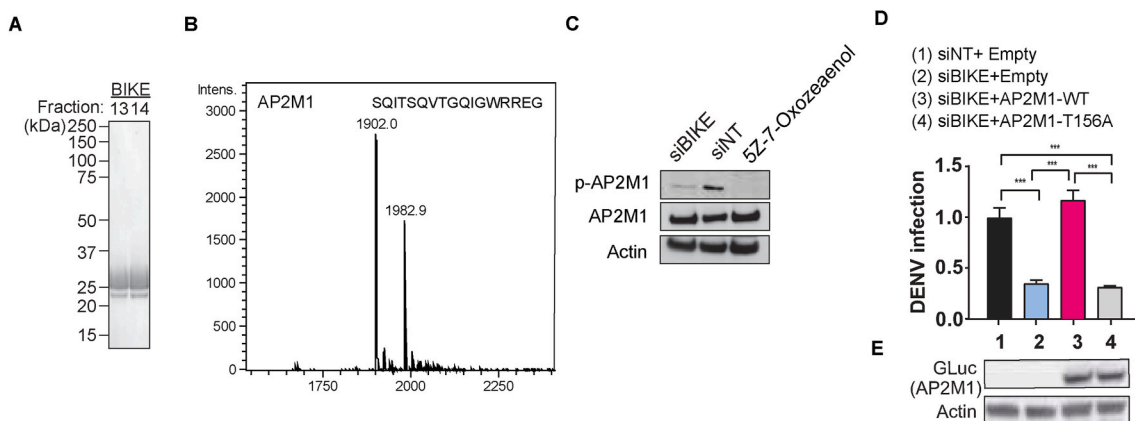 A
BIKE
Fraction: 13 14
(kDa)
250
150
100
75
50
37
25
20
15
B
Intens.
AP2M1 SQITSQVTGQIGWRREG
3000
2500
2000
1500
1000
500
0
1902.0
1982.9
1750 2000 2250
C
siBIKE
siNT
5Z-7-Oxozeaenol
p-AP2M1
AP2M1
Actin
D
(1) siNT+ Empty
(2) siBIKE+Empty
(3) siBIKE+AP2M1-WT
(4) siBIKE+AP2M1-T156A
***
*** *** ***
DENV infection
1.5
1.0
0.5
0.0
1 2 3 4
E
GLuc
(AP2M1)
Actin